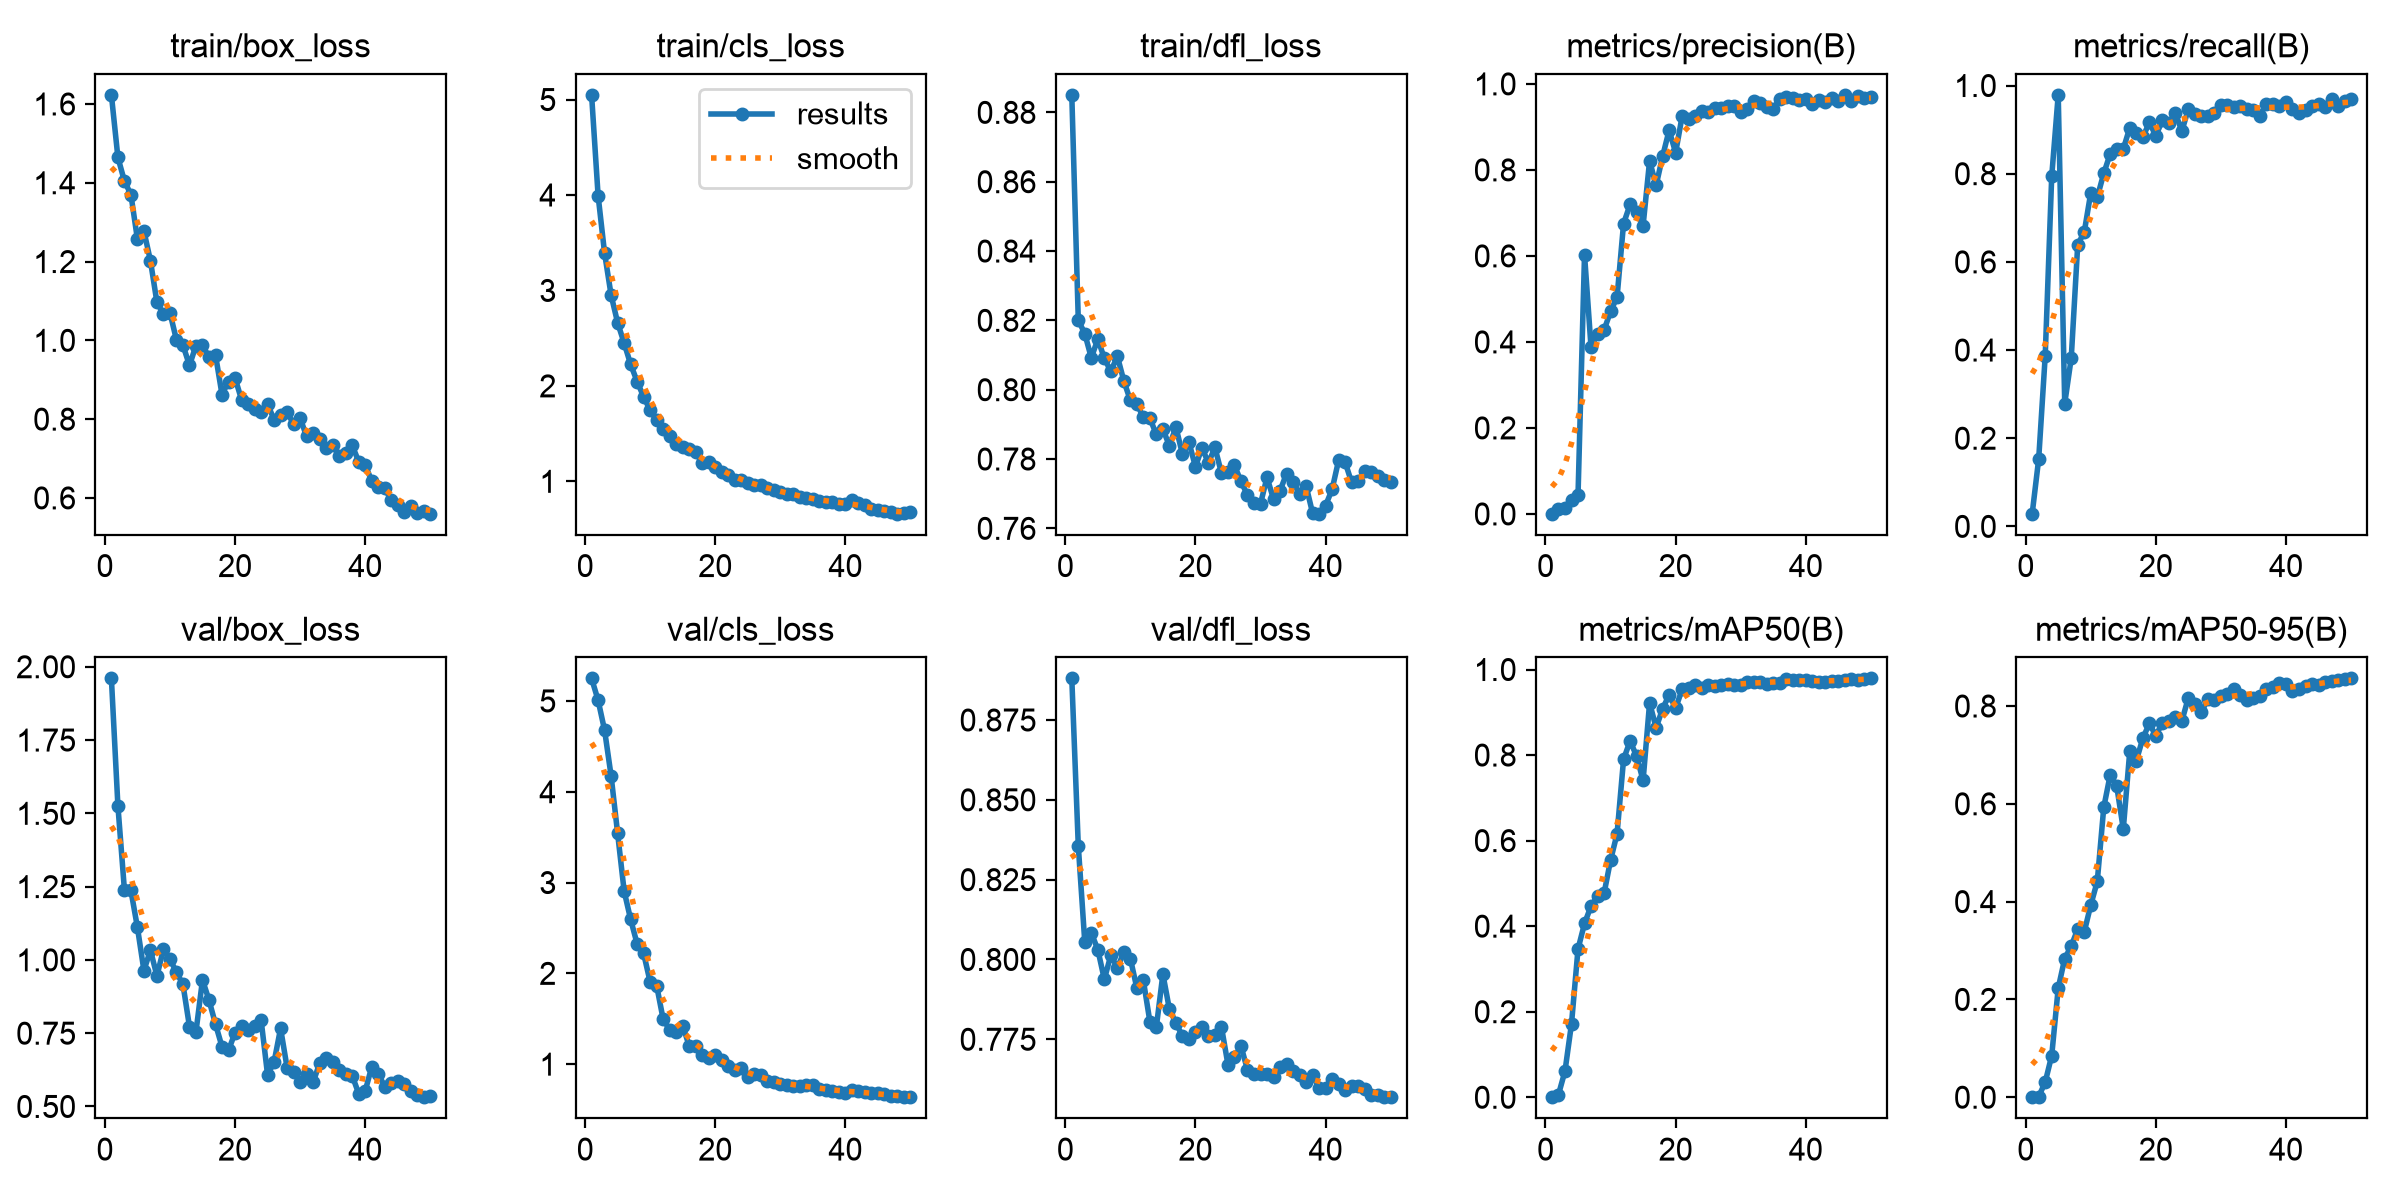 train/box_loss
1.6
1.4
1.2
1.0
0.8
0.6
0 20 40
train/cls_loss
results
smooth
5
4
3
2
1
0 20 40
train/dfl_loss
0.88
0.86
0.84
0.82
0.80
0.78
0.76
0 20 40
metrics/precision(B)
1.0
0.8
0.6
0.4
0.2
0.0
0 20 40
metrics/recall(B)
1.0
0.8
0.6
0.4
0.2
0.0
0 20 40
val/box_loss
2.00
1.75
1.50
1.25
1.00
0.75
0.50
0 20 40
val/cls_loss
5
4
3
2
1
0 20 40
val/dfl_loss
0.875
0.850
0.825
0.800
0.775
0 20 40
metrics/mAP50(B)
1.0
0.8
0.6
0.4
0.2
0.0
0 20 40
metrics/mAP50-95(B)
0.8
0.6
0.4
0.2
0.0
0 20 40